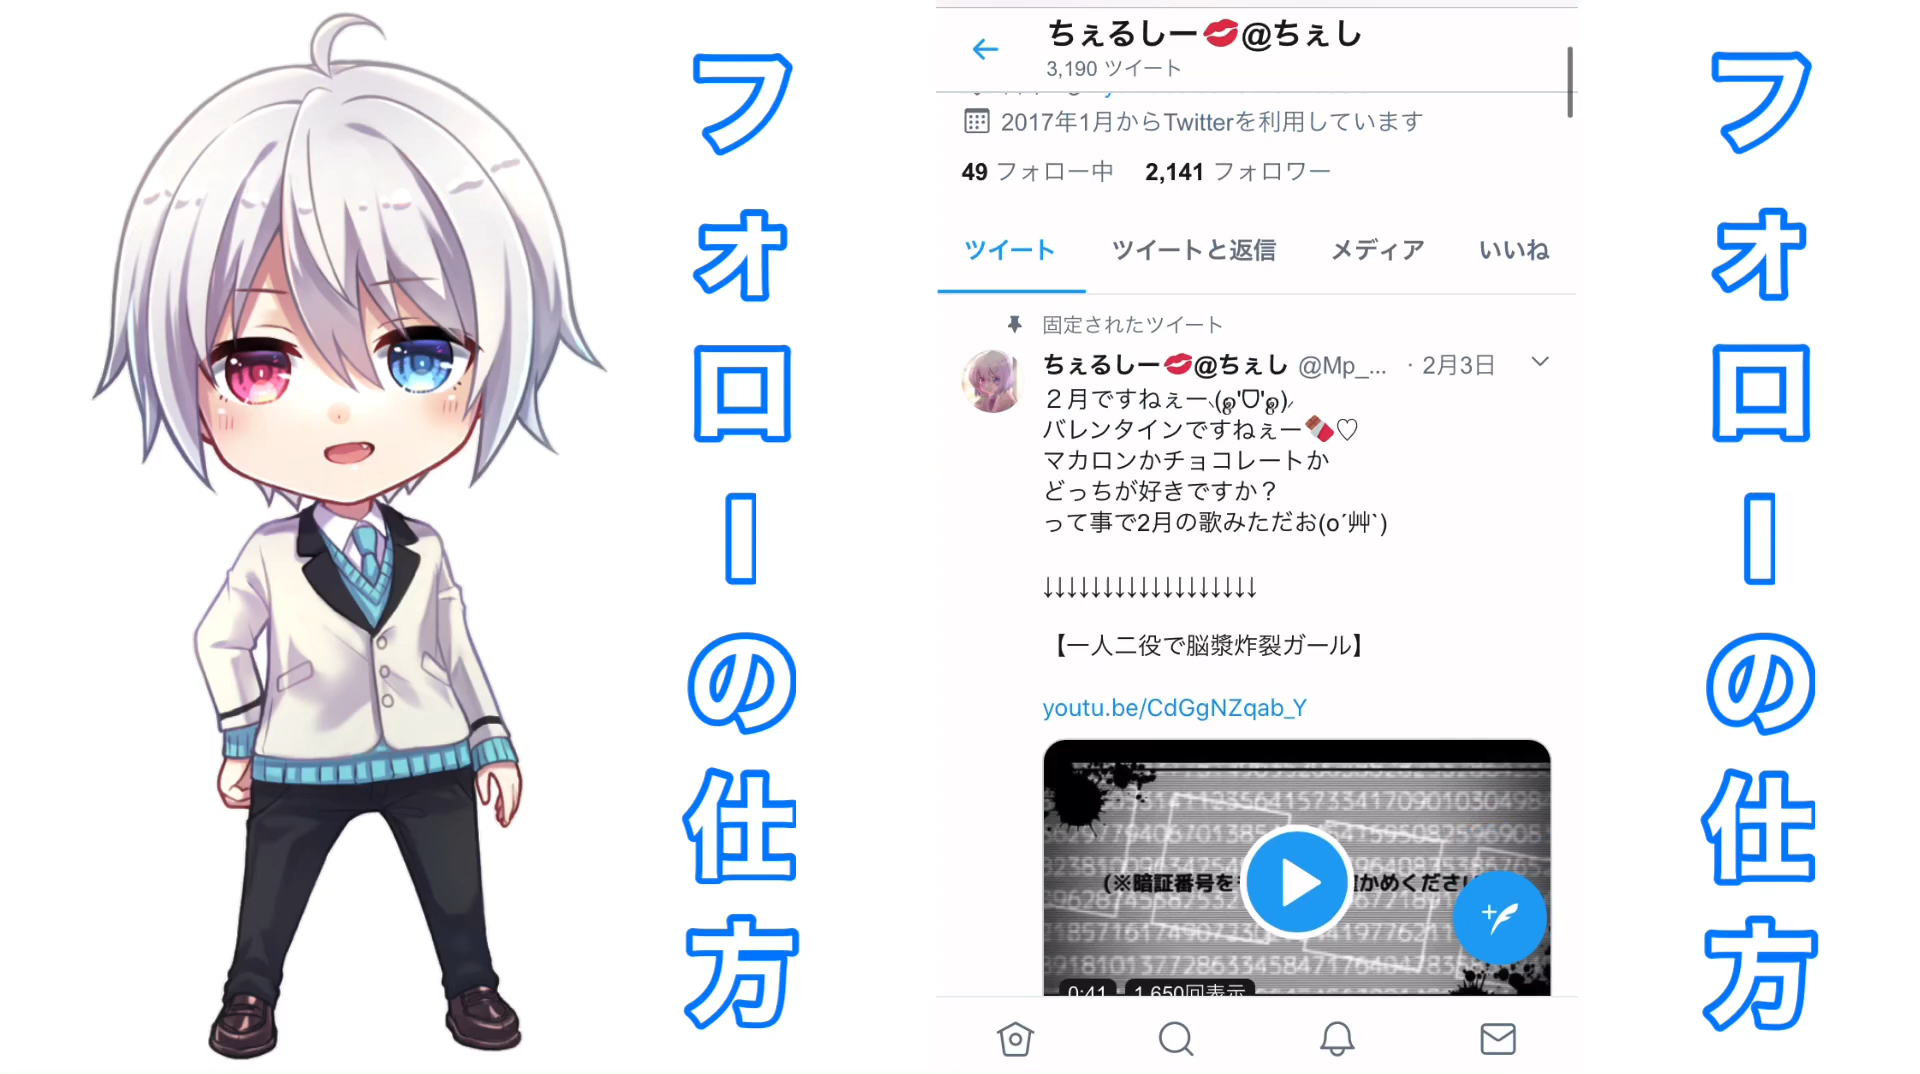 フォローの仕方
ちぇるしー💋@ちぇし
3,190 ツイート
2017年1月からTwitterを利用しています
49 フォロー中 2,141 フォロワー
ツイート ツイートと返信 メディア いいね
固定されたツイート
ちぇるしー💋@ちぇし @Mp_... · 2月3日
２月ですねぇー
バレンタインですねぇー🍫♡
マカロンかチョコレートか
どっちが好きですか？
って事で2月の歌みただお(o´艸`)
↓↓↓↓↓↓↓↓↓↓↓↓↓↓↓↓↓↓
【一人二役で脳漿炸裂ガール】
youtu.be/CdGgNZqab_Y
(※暗証番号を
かめくださ
0:41 1,650回表示
フォローの仕方